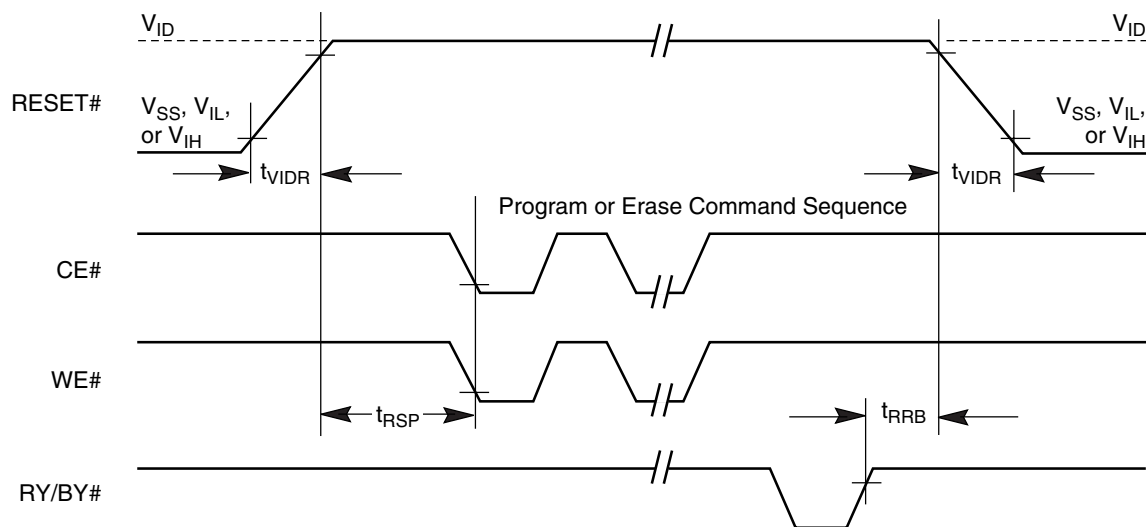 V_ID V_ID
RESET#
V_SS, V_IL,
or V_IH
V_SS, V_IL,
or V_IH
t_VIDR t_VIDR
Program or Erase Command Sequence
CE#
WE#
t_RSP t_RRB
RY/BY#